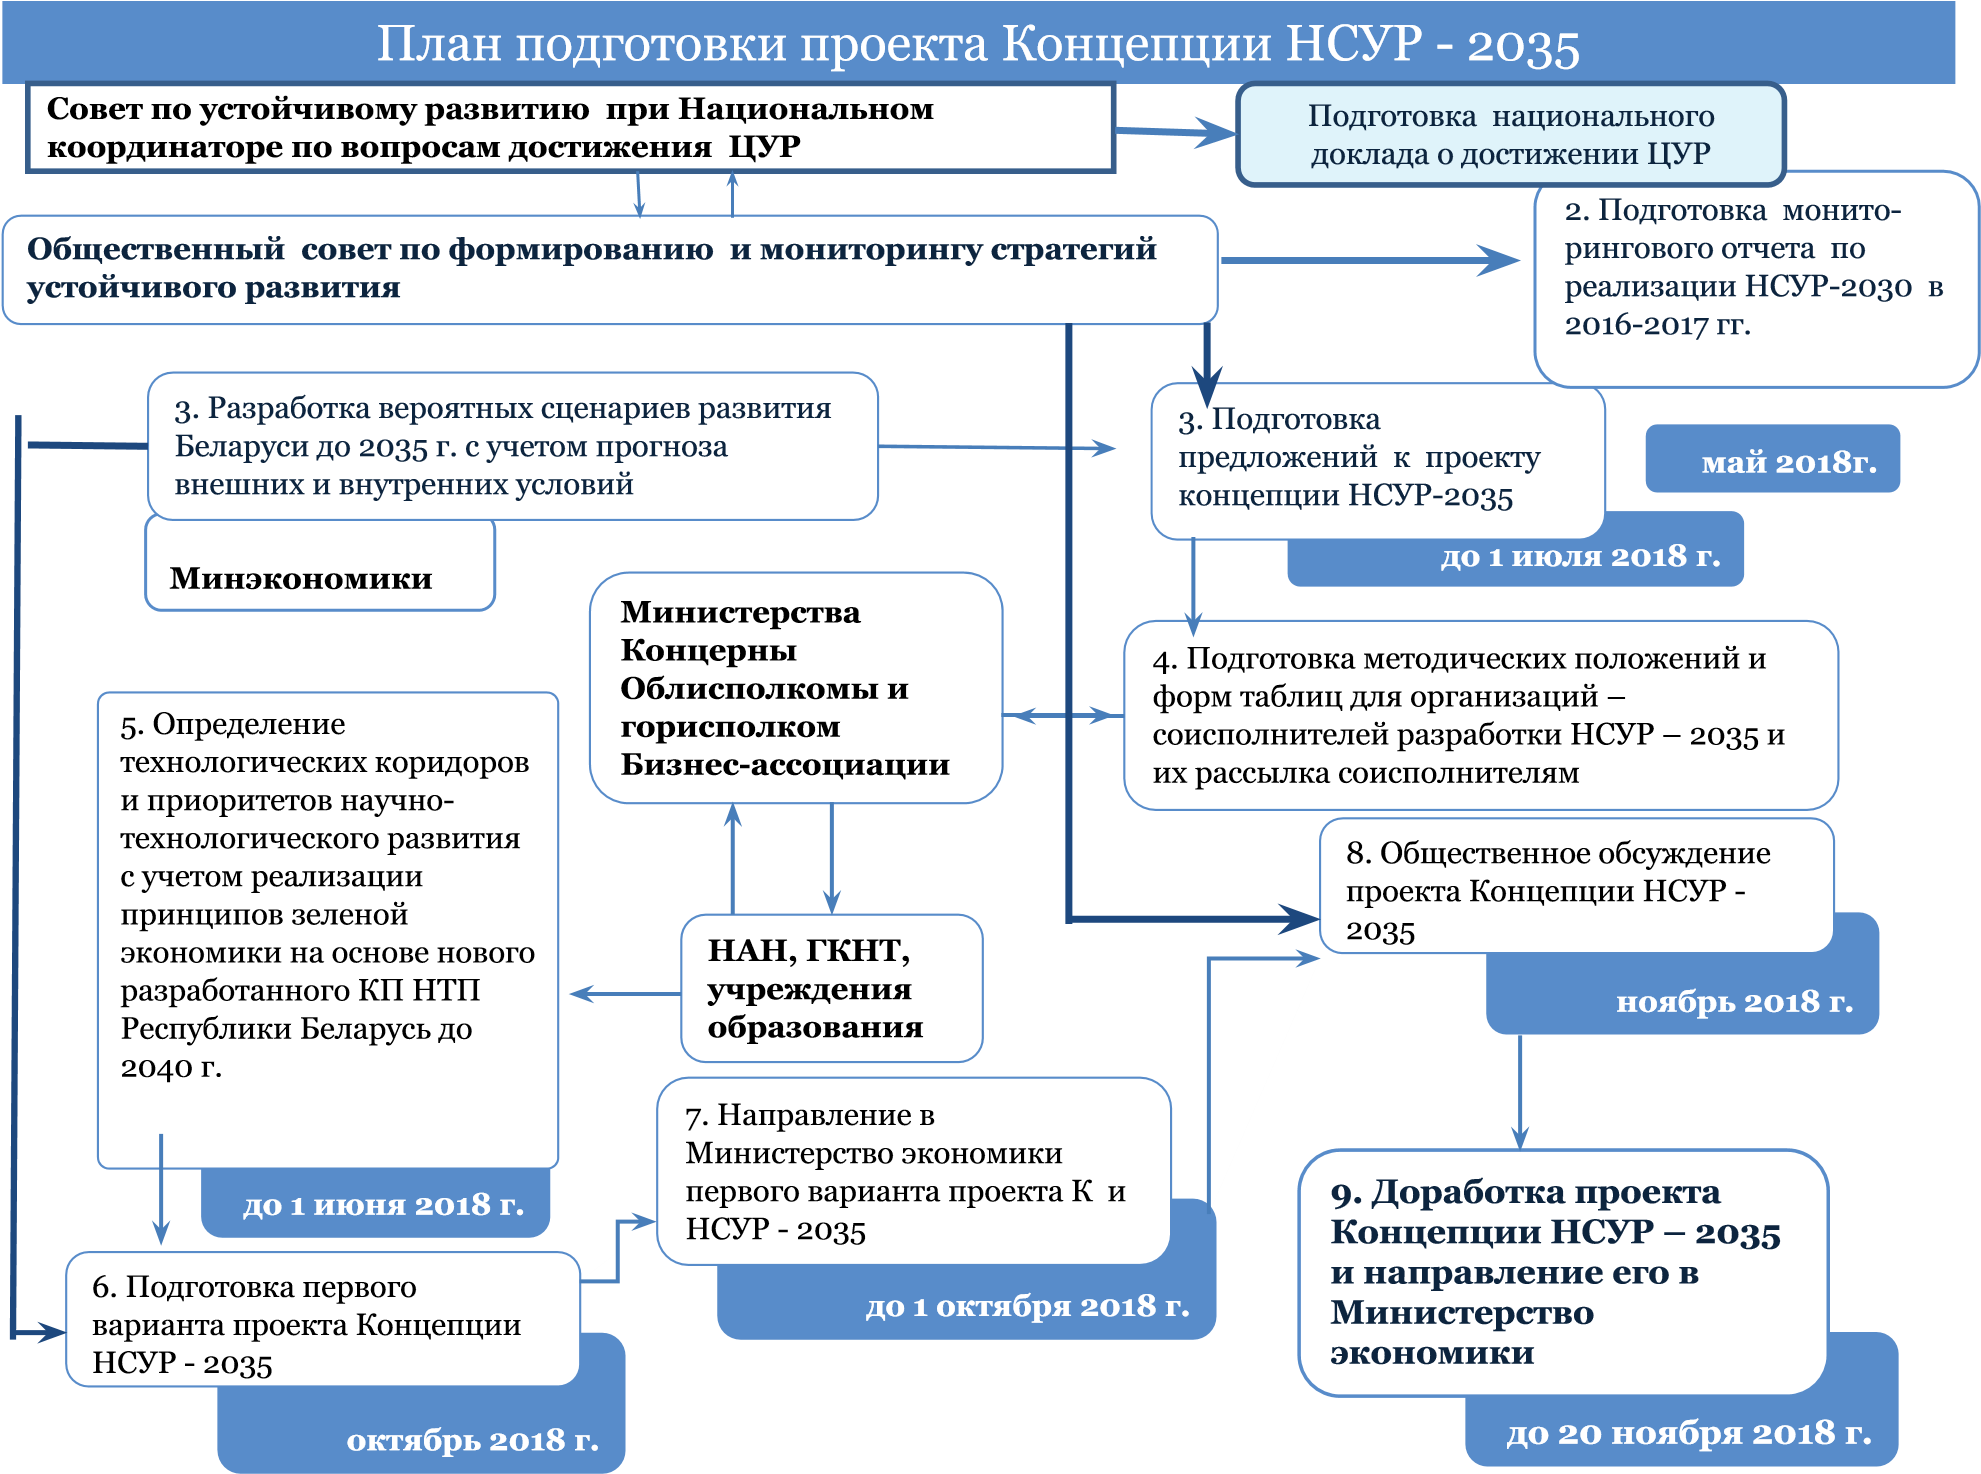 План подготовки проекта Концепции НСУР - 2035
Совет по устойчивому развитию при Национальном
координаторе по вопросам достижения ЦУР
Подготовка национального
доклада о достижении ЦУР
Общественный совет по формированию и мониторингу стратегий
устойчивого развития
2. Подготовка монито-
рингового отчета по
реализации НСУР-2030 в
2016-2017 гг.
май 2018г.
3. Разработка вероятных сценариев развития
Беларуси до 2035 г. с учетом прогноза
внешних и внутренних условий
Минэкономики
3. Подготовка
предложений к проекту
концепции НСУР-2035
до 1 июля 2018 г.
Министерства
Концерны
Облисполкомы и
горисполком
Бизнес-ассоциации
4. Подготовка методических положений и
форм таблиц для организаций –
соисполнителей разработки НСУР – 2035 и
их рассылка соисполнителям
5. Определение
технологических коридоров
и приоритетов научно-
технологического развития
с учетом реализации
принципов зеленой
экономики на основе нового
разработанного КП НТП
Республики Беларусь до
2040 г.
до 1 июня 2018 г.
НАН, ГКНТ,
учреждения
образования
8. Общественное обсуждение
проекта Концепции НСУР -
2035
ноябрь 2018 г.
7. Направление в
Министерство экономики
первого варианта проекта К и
НСУР - 2035
до 1 октября 2018 г.
6. Подготовка первого
варианта проекта Концепции
НСУР - 2035
октябрь 2018 г.
9. Доработка проекта
Концепции НСУР – 2035
и направление его в
Министерство
экономики
до 20 ноября 2018 г.